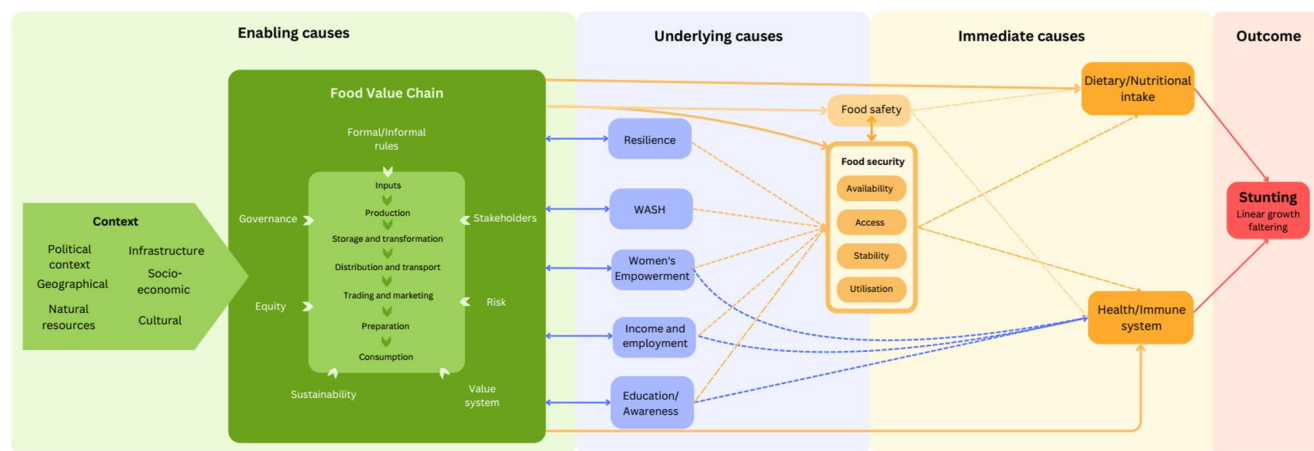 Enabling causes
Underlying causes
Immediate causes
Outcome
Food Value Chain
Formal/Informal
rules
Inputs
Production
Storage and transformation
Distribution and transport
Trading and marketing
Preparation
Consumption
Governance
Equity
Sustainability
Stakeholders
Risk
Value
system
Context
Political
context
Geographical
Natural
resources
Infrastructure
Socio-
economic
Cultural
Resilience
WASH
Women's
Empowerment
Income and
employment
Education/
Awareness
Food safety
Food security
Availability
Access
Stability
Utilisation
Dietary/Nutritional
intake
Health/Immune
system
Stunting
Linear growth
faltering